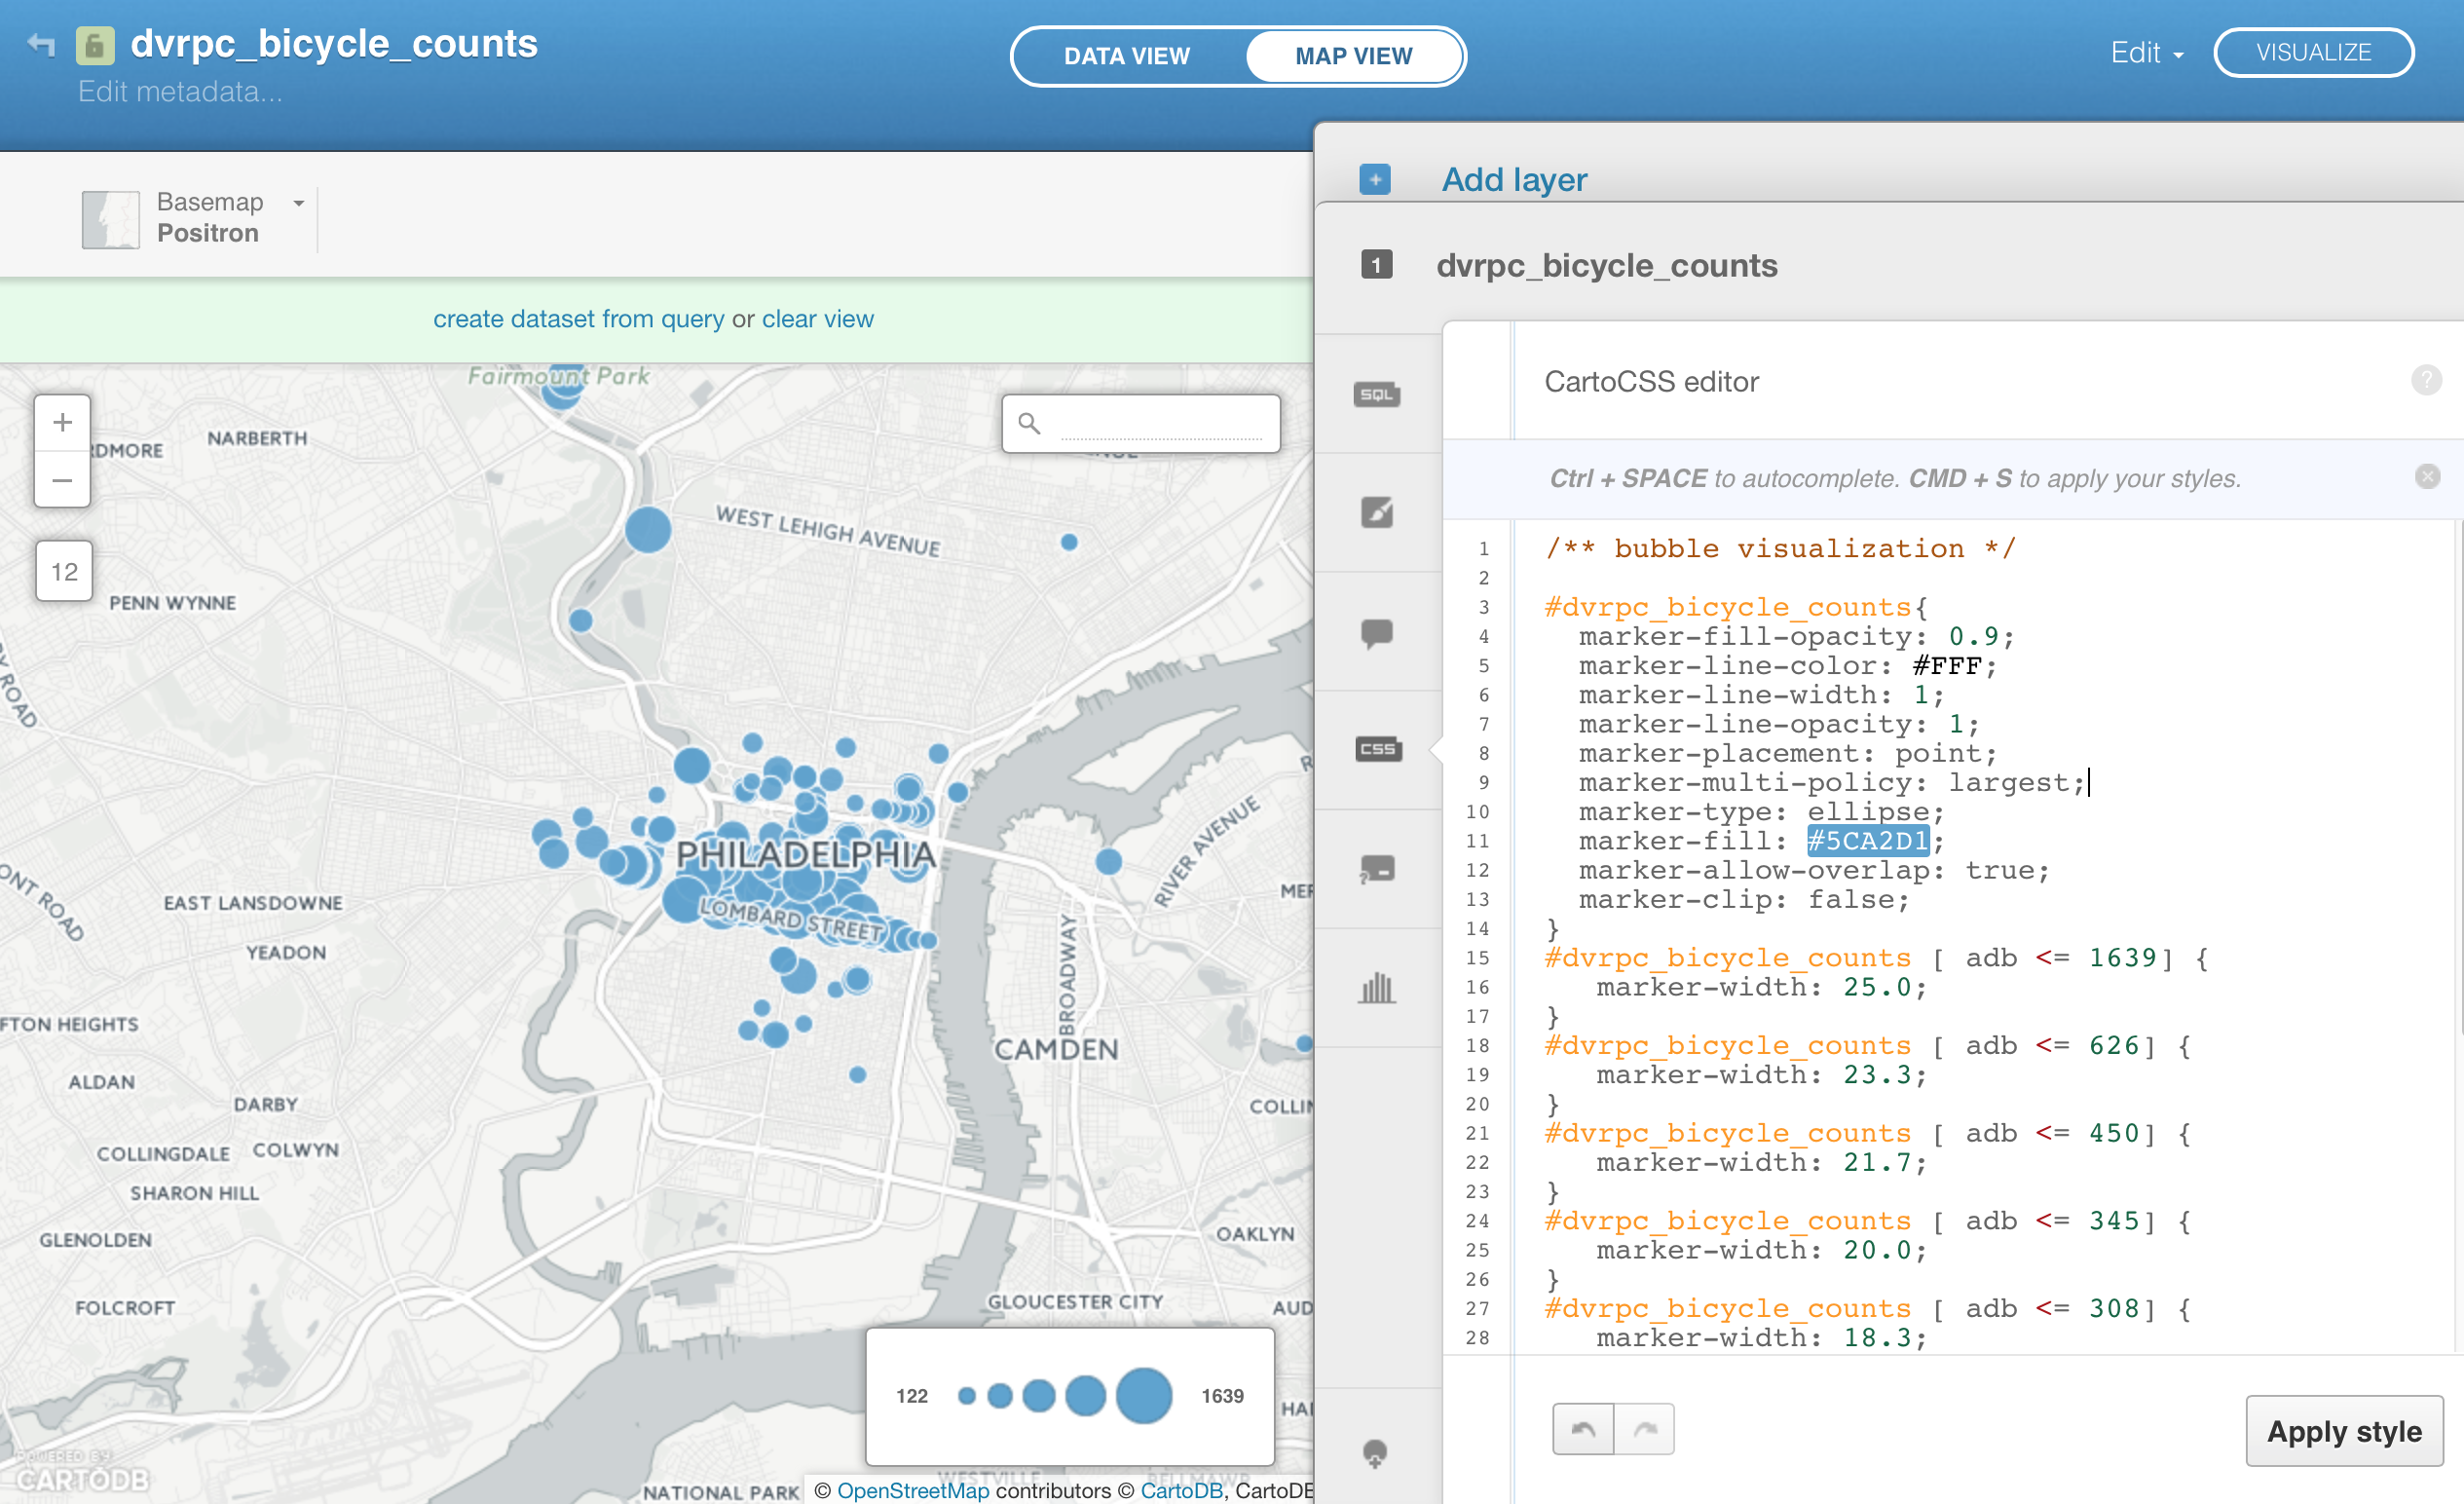 dvrpc_bicycle_counts
Edit metadata...
DATA VIEW
MAP VIEW
Edit
VISUALIZE
Basemap
Positron
Add layer
1
dvrpc_bicycle_counts
create dataset from query or clear view
+
−
12
Fairmount Park
NARBERTH
RDMORE
WEST LEHIGH AVENUE
PENN WYNNE
PHILADELPHIA
LOMBARD STREET
RIVER AVENUE
EAST LANSDOWNE
YEADON
BROADWAY
CAMDEN
FTON HEIGHTS
ALDAN
DARBY
COLLINGDALE
COLWYN
SHARON HILL
OAKLYN
GLENOLDEN
FOLCROFT
GLOUCESTER CITY
AUD
122
1639
POWERED BY
CARTODB
WESTVILLE
BELLMAWR
NATIONAL PARK
© OpenStreetMap contributors © CartoDB, CartoDE
SQL
CSS
CartoCSS editor
?
Ctrl + SPACE to autocomplete. CMD + S to apply your styles.
1 /** bubble visualization */
2
3 #dvrpc_bicycle_counts{
4 marker-fill-opacity: 0.9;
5 marker-line-color: #FFF;
6 marker-line-width: 1;
7 marker-line-opacity: 1;
8 marker-placement: point;
9 marker-multi-policy: largest;
10 marker-type: ellipse;
11 marker-fill: #5CA2D1;
12 marker-allow-overlap: true;
13 marker-clip: false;
14 }
15 #dvrpc_bicycle_counts [ adb <= 1639] {
16 marker-width: 25.0;
17 }
18 #dvrpc_bicycle_counts [ adb <= 626] {
19 marker-width: 23.3;
20 }
21 #dvrpc_bicycle_counts [ adb <= 450] {
22 marker-width: 21.7;
23 }
24 #dvrpc_bicycle_counts [ adb <= 345] {
25 marker-width: 20.0;
26 }
27 #dvrpc_bicycle_counts [ adb <= 308] {
28 marker-width: 18.3;
Apply style